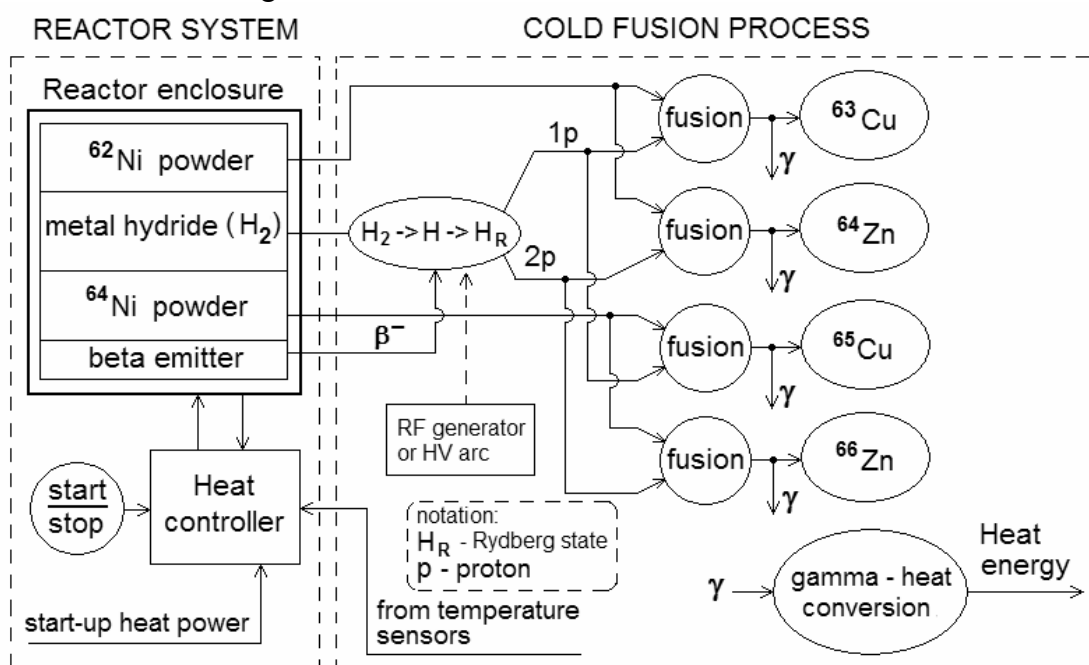 REACTOR SYSTEM
COLD FUSION PROCESS
Reactor enclosure
⁶²Ni powder
metal hydride (H₂)
⁶⁴Ni powder
beta emitter
β⁻
H₂ -> H -> H_R
1p
2p
fusion
γ
⁶³Cu
fusion
γ
⁶⁴Zn
fusion
γ
⁶⁵Cu
fusion
γ
⁶⁶Zn
RF generator
or HV arc
start
stop
Heat
controller
notation:
H_R - Rydberg state
p - proton
start-up heat power
from temperature
sensors
γ
gamma - heat
conversion
Heat
energy